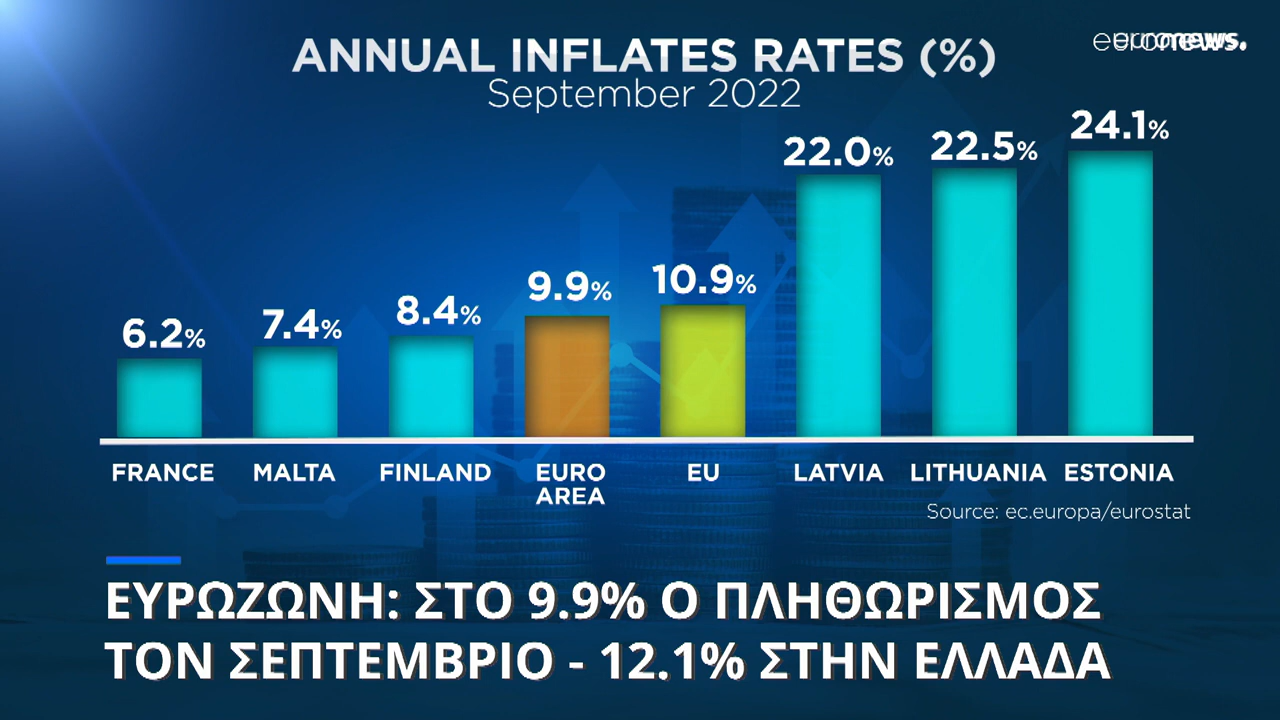 ANNUAL INFLATES RATES (%)
September 2022
euronews.
6.2%
7.4%
8.4%
9.9%
10.9%
22.0%
22.5%
24.1%
FRANCE
MALTA
FINLAND
EURO
AREA
EU
LATVIA
LITHUANIA
ESTONIA
Source: ec.europa/eurostat
ΕΥΡΩΖΩΝΗ: ΣΤΟ 9.9% Ο ΠΛΗΘΩΡΙΣΜΟΣ
ΤΟΝ ΣΕΠΤΕΜΒΡΙΟ - 12.1% ΣΤΗΝ ΕΛΛΑΔΑ